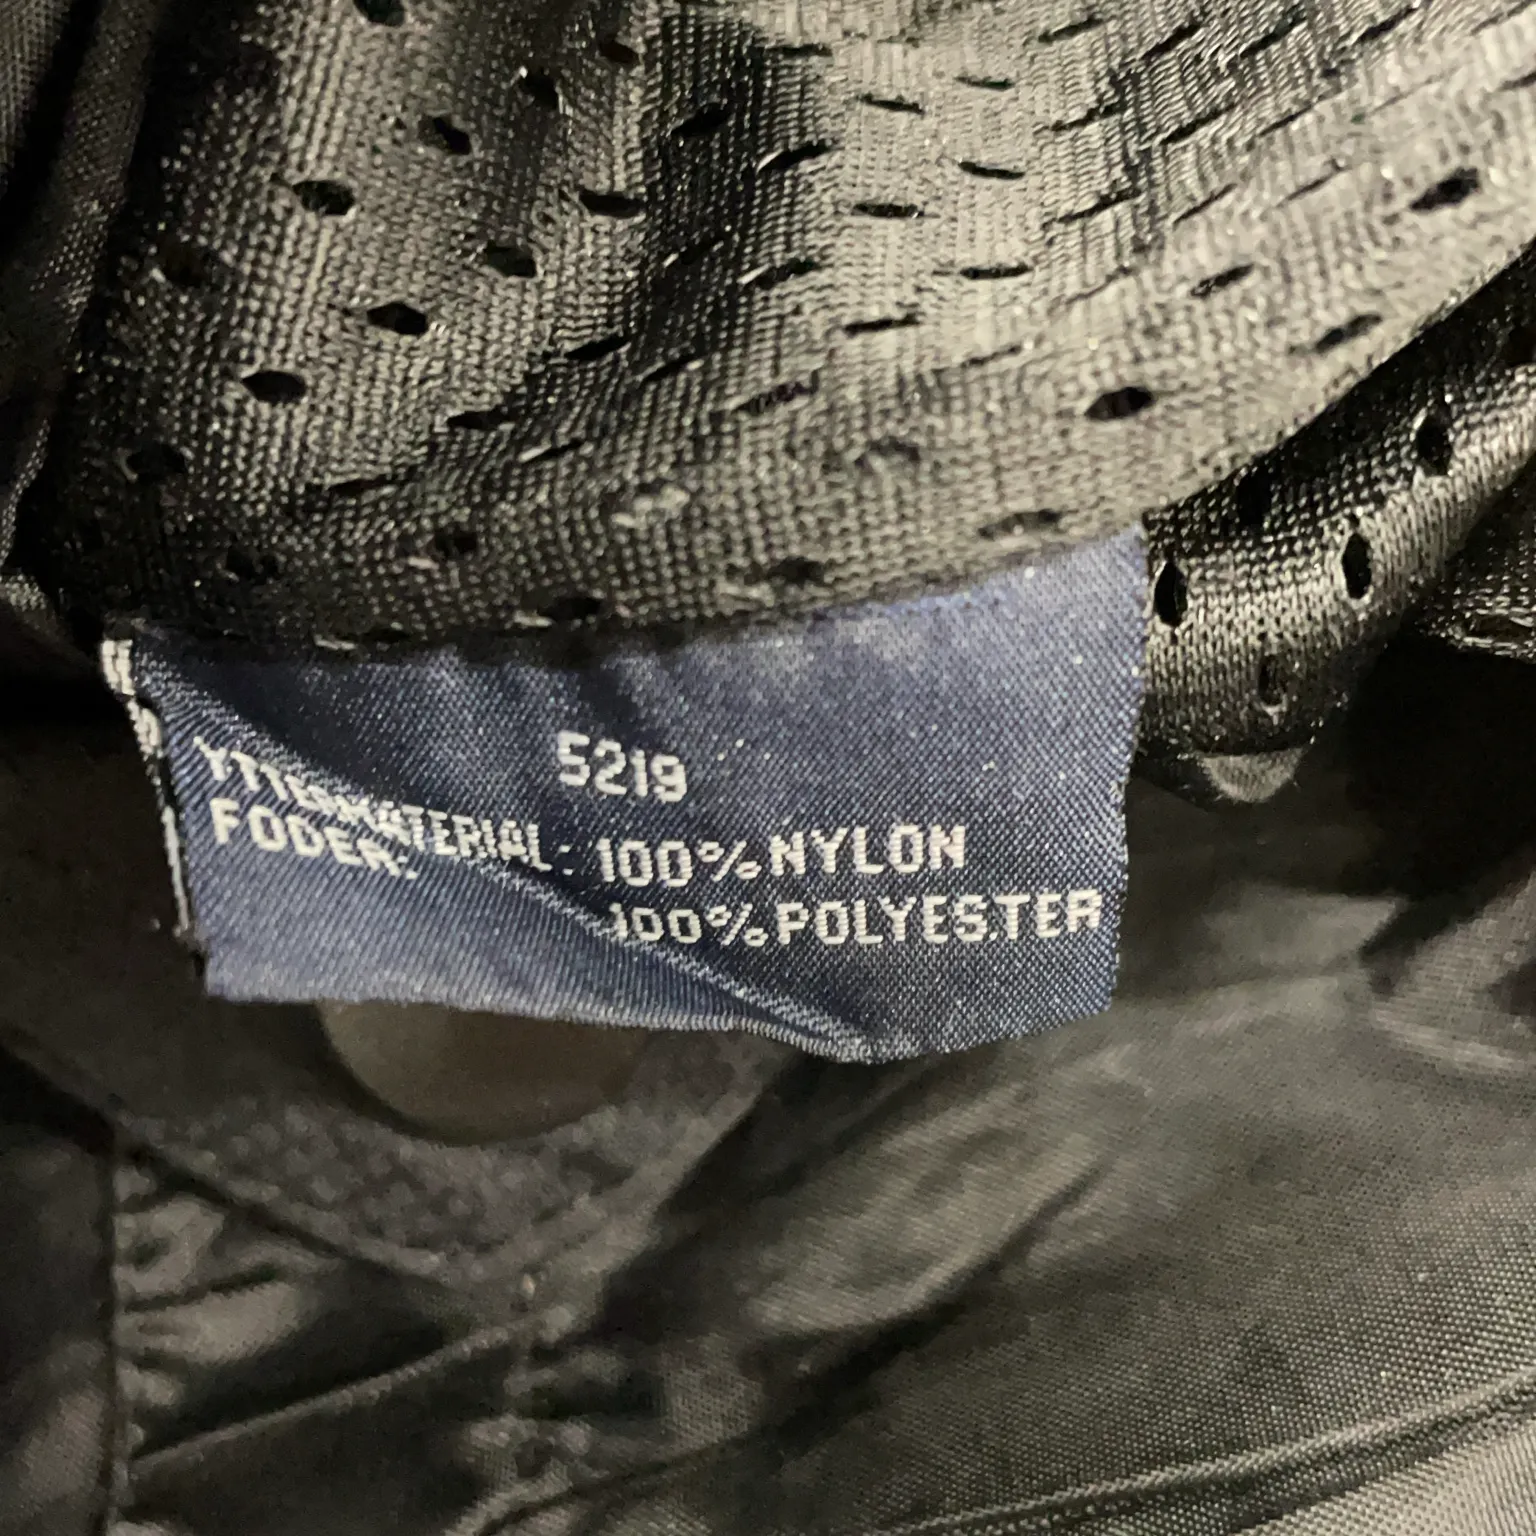 5219
YTTERMATERIAL: 100% NYLON
FODER: 100% POLYESTER